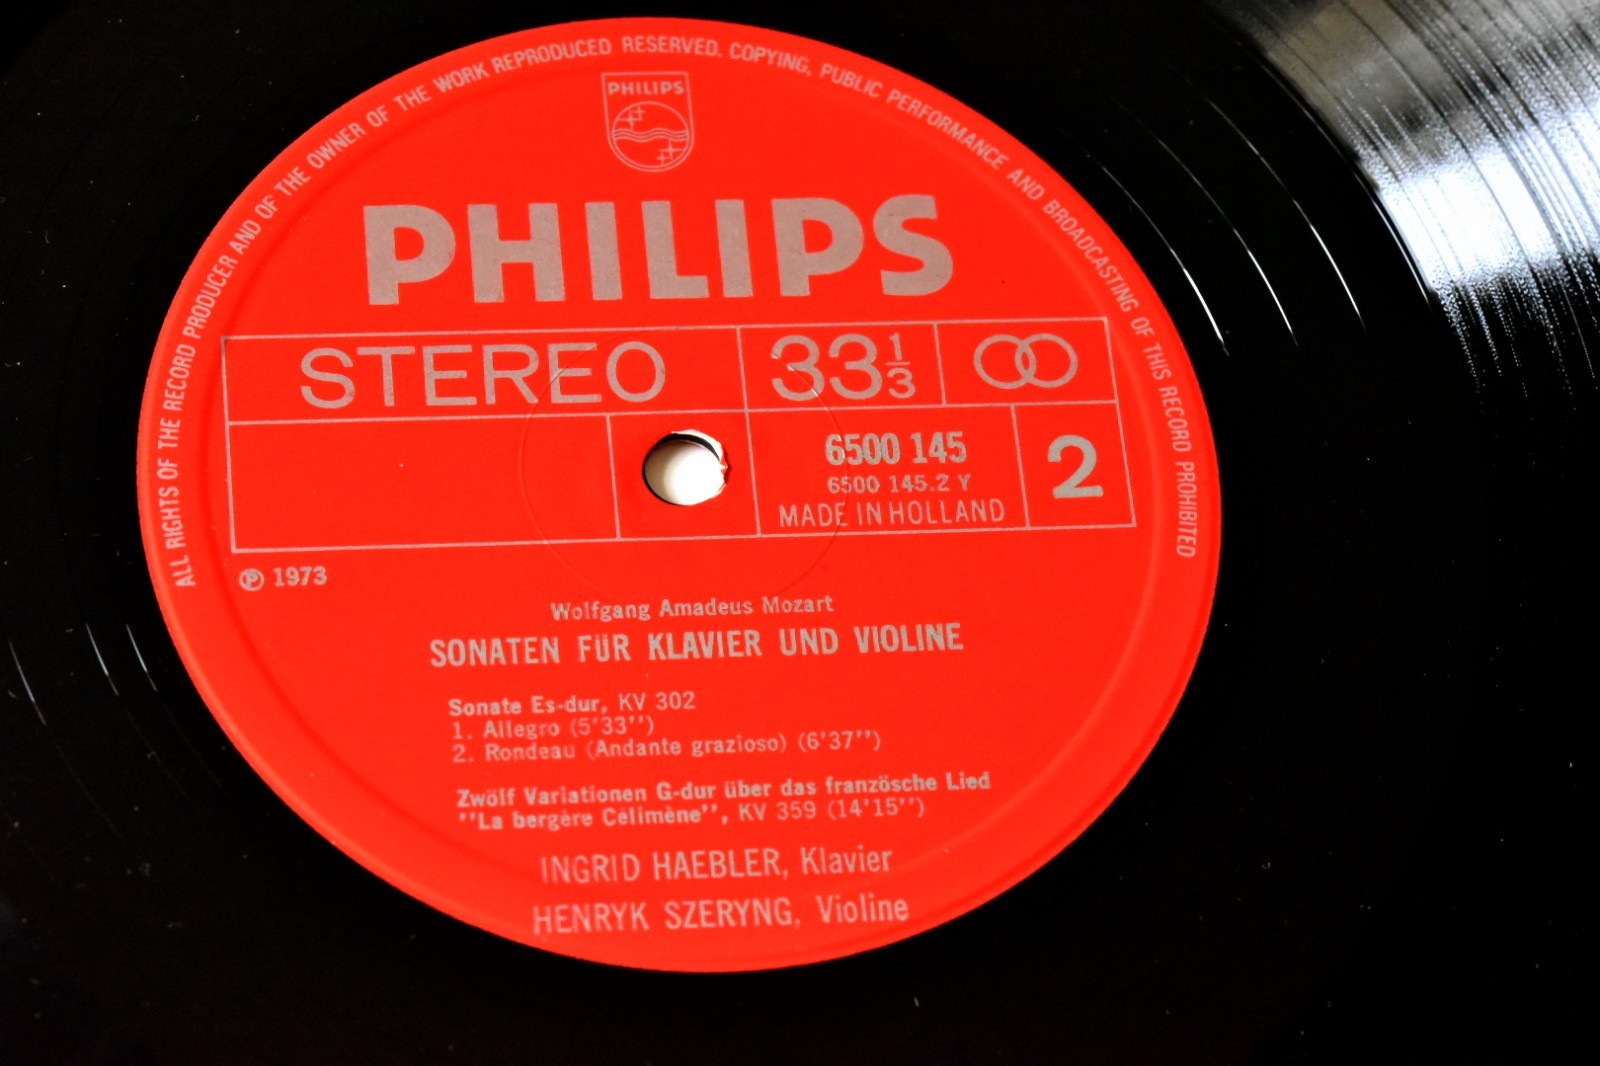 ALL RIGHTS OF THE RECORD PRODUCER AND OF THE OWNER OF THE WORK REPRODUCED RESERVED. COPYING, PUBLIC PERFORMANCE AND BROADCASTING OF THIS RECORD PROHIBITED
PHILIPS
PHILIPS
STEREO 33 1/3
6500 145 2
6500 145.2 Y
MADE IN HOLLAND
℗ 1973
Wolfgang Amadeus Mozart
SONATEN FÜR KLAVIER UND VIOLINE
Sonate Es-dur, KV 302
1. Allegro (5'33'')
2. Rondeau (Andante grazioso) (6'37'')
Zwölf Variationen G-dur über das französche Lied
''La bergère Célimène'', KV 359 (14'15'')
INGRID HAEBLER, Klavier
HENRYK SZERYNG, Violine